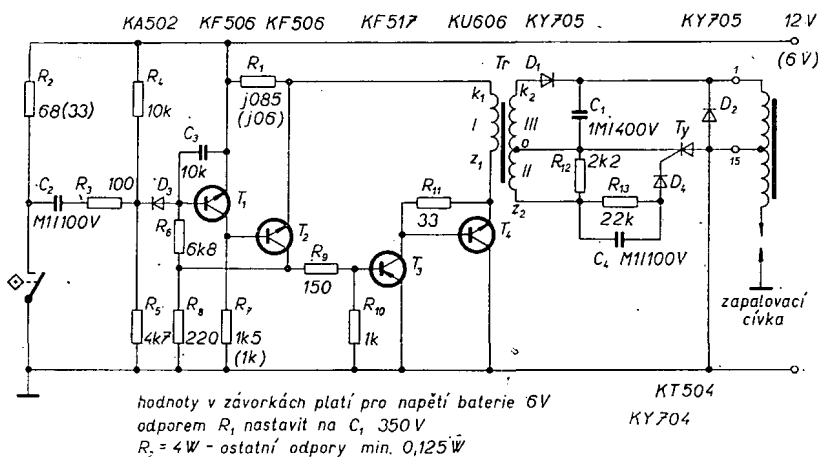 KA502 KF506 KF506 KF517 KU606 KY705 KY705 12 V
(6 V)
R2
68(33)
R4
10k
R1
j085
(j06)
C3
10k
Tr
D1
k1
I
z1
k2
III
o
II
z2
C1
1M/400V
D2
1
15
Ty
C2
M1/100V
R3
100
D3
T1
R6
6k8
T2
R9
150
T3
R11
33
T4
R12
2k2
R13
22k
D4
C4 M1/100V
R5
4k7
R8
220
R7
1k5
(1k)
R10
1k
zapalovací
cívka
KT504
KY704
hodnoty v závorkách platí pro napětí baterie 6V
odporem R1 nastavit na C1 350 V
R2 = 4W - ostatní odpory min. 0,125 W